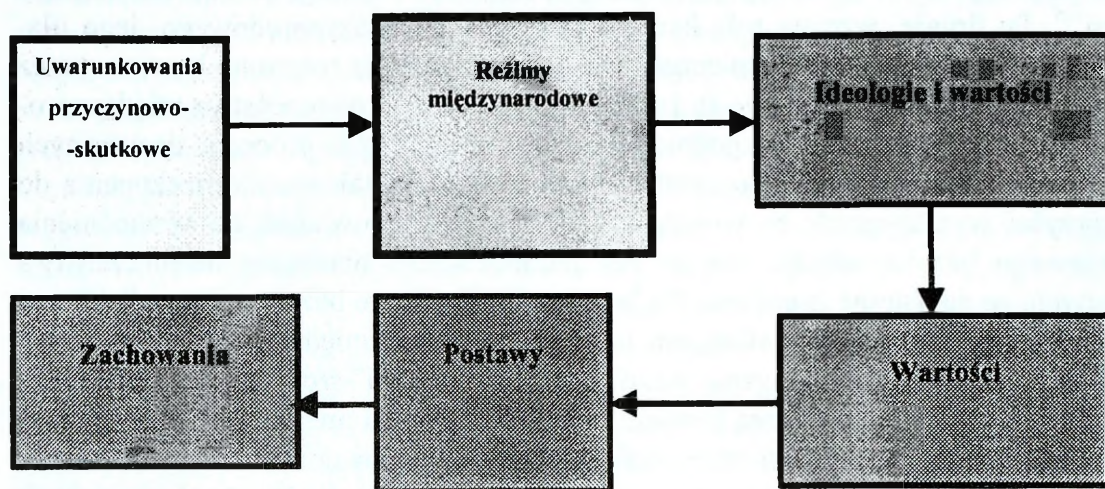 Uwarunkowania
przyczynowo-
-skutkowe
Reżimy
międzynarodowe
Ideologie i wartości
Wartości
Postawy
Zachowania